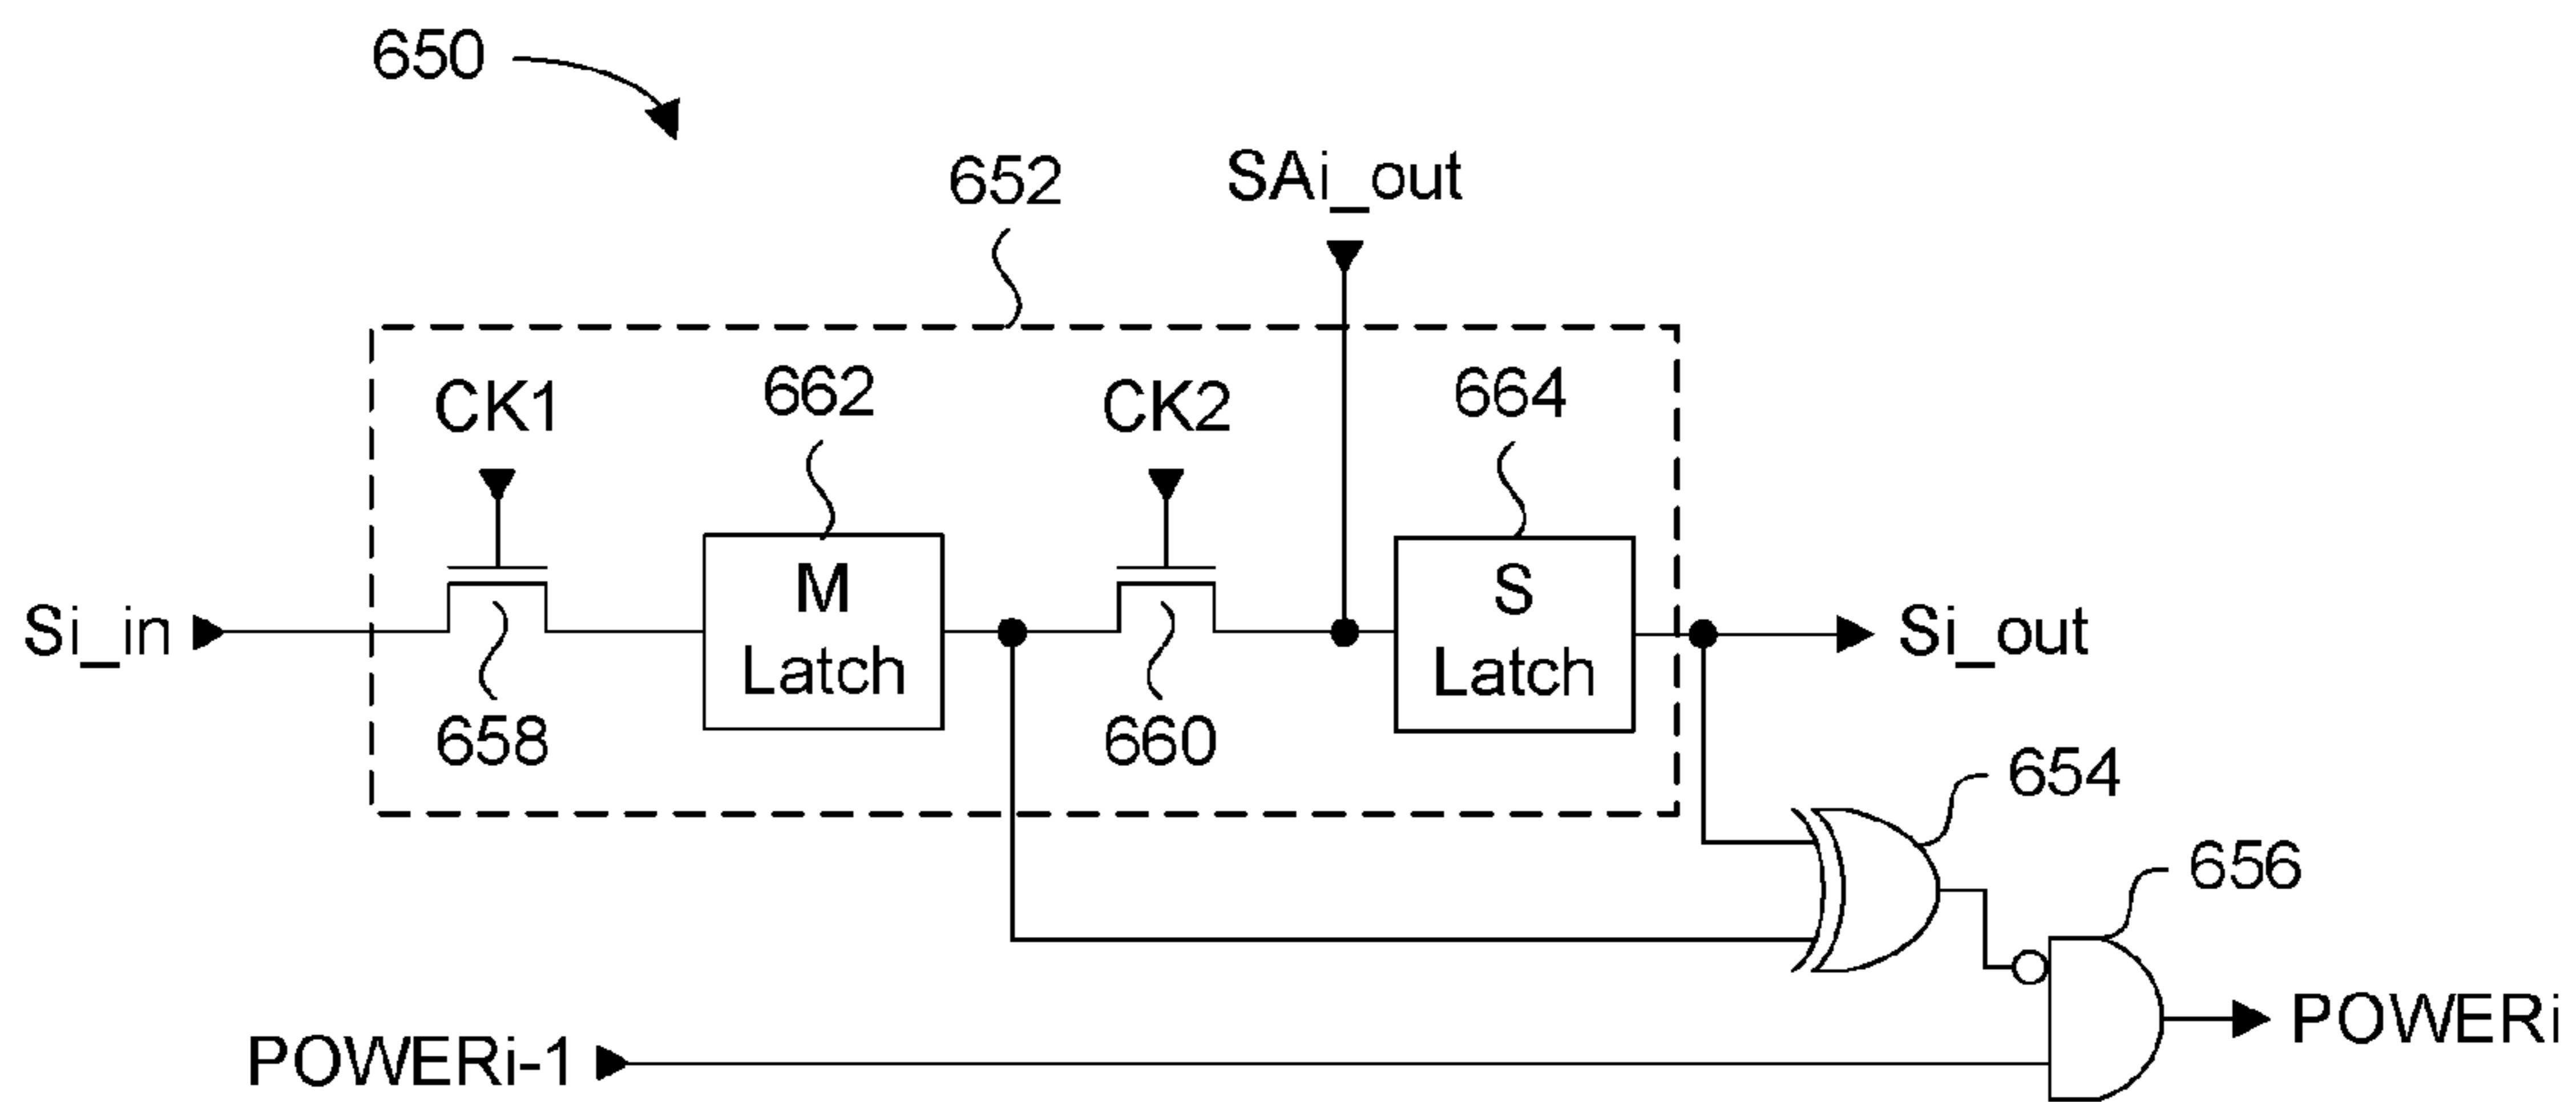 650
652
SAi_out
CK1
662
CK2
664
Si_in
M
Latch
S
Latch
Si_out
658
660
654
656
POWERi-1
POWERi